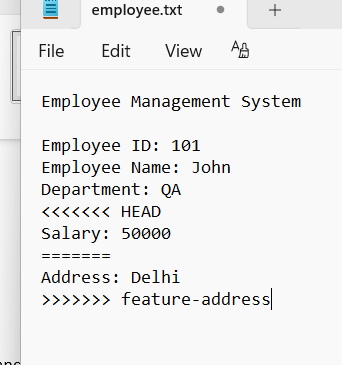 employee.txt
File Edit View
Employee Management System
Employee ID: 101
Employee Name: John
Department: QA
<<<<<<< HEAD
Salary: 50000
=======
Address: Delhi
>>>>>>> feature-address